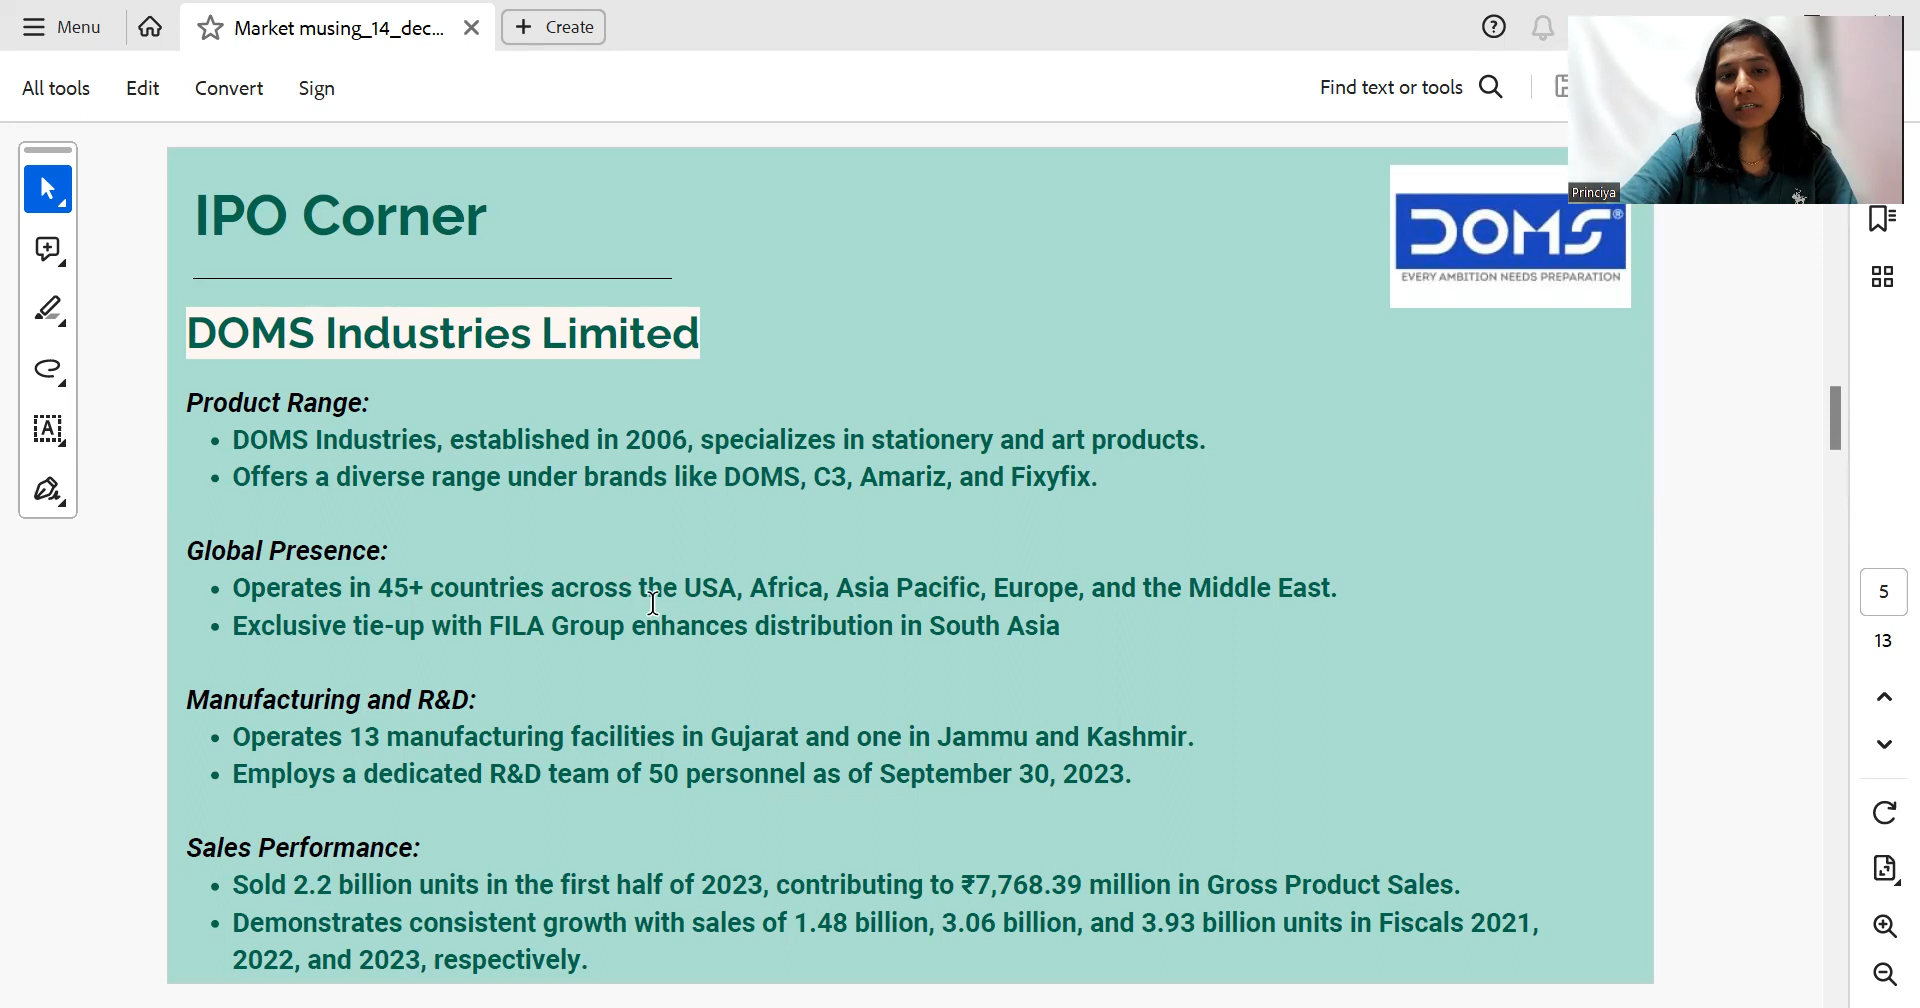 Menu
Market musing_14_dec...
Create
All tools
Edit
Convert
Sign
Find text or tools
Princiya
IPO Corner
DOMS®
EVERY AMBITION NEEDS PREPARATION
DOMS Industries Limited
Product Range:
• DOMS Industries, established in 2006, specializes in stationery and art products.
• Offers a diverse range under brands like DOMS, C3, Amariz, and Fixyfix.
Global Presence:
• Operates in 45+ countries across the USA, Africa, Asia Pacific, Europe, and the Middle East.
• Exclusive tie-up with FILA Group enhances distribution in South Asia
Manufacturing and R&D:
• Operates 13 manufacturing facilities in Gujarat and one in Jammu and Kashmir.
• Employs a dedicated R&D team of 50 personnel as of September 30, 2023.
Sales Performance:
• Sold 2.2 billion units in the first half of 2023, contributing to ₹7,768.39 million in Gross Product Sales.
• Demonstrates consistent growth with sales of 1.48 billion, 3.06 billion, and 3.93 billion units in Fiscals 2021,
2022, and 2023, respectively.
5
13